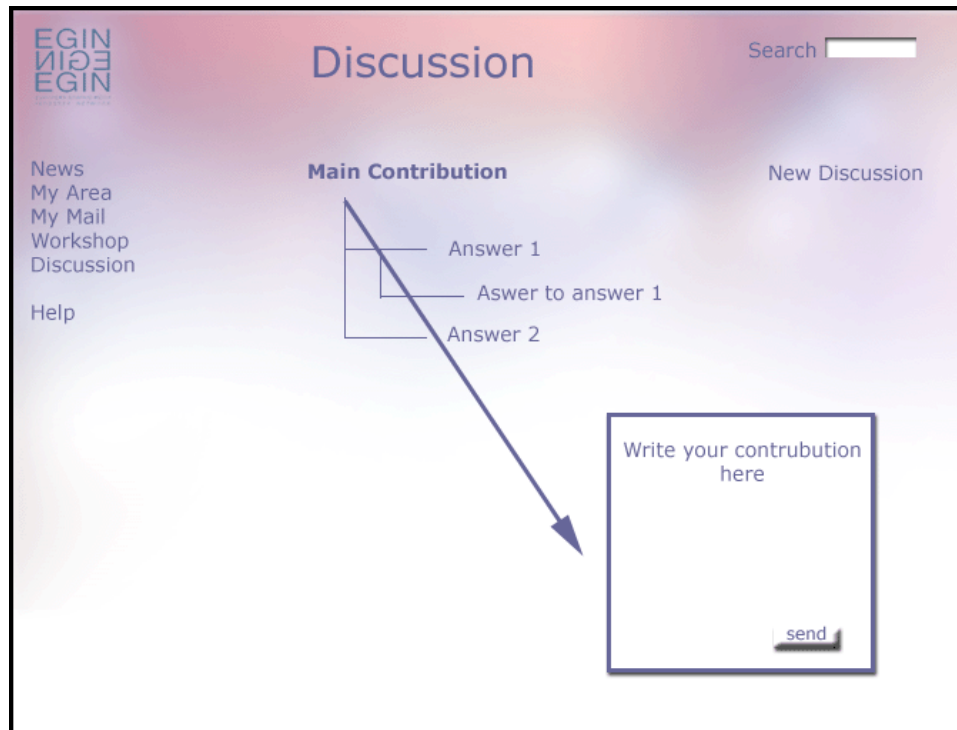 EGIN
EGIN
EGIN
Discussion
Search
News
My Area
My Mail
Workshop
Discussion
Help
Main Contribution
New Discussion
Answer 1
Aswer to answer 1
Answer 2
Write your contrubution
here
send